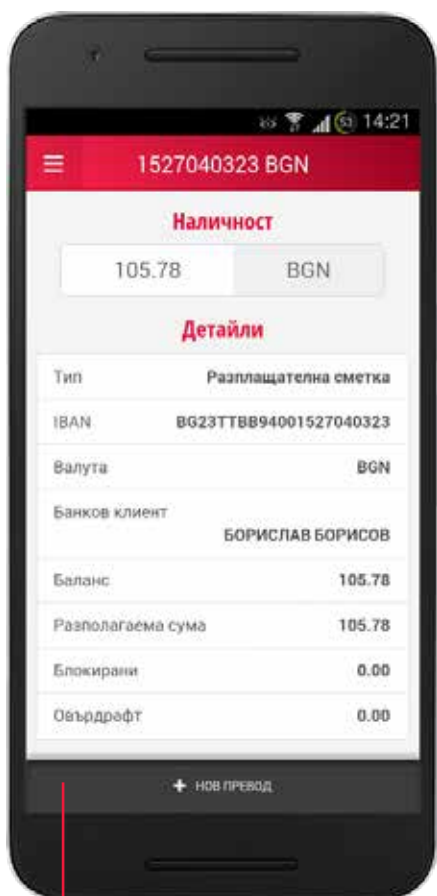 53 14:21
1527040323 BGN
Наличност
105.78 BGN
Детайли
Тип Разплащателна сметка
IBAN BG23TTBB94001527040323
Валута BGN
Банков клиент
БОРИСЛАВ БОРИСОВ
Баланс 105.78
Разполагаема сума 105.78
Блокирани 0.00
Овърдрафт 0.00
+ НОВ ПРЕВОД